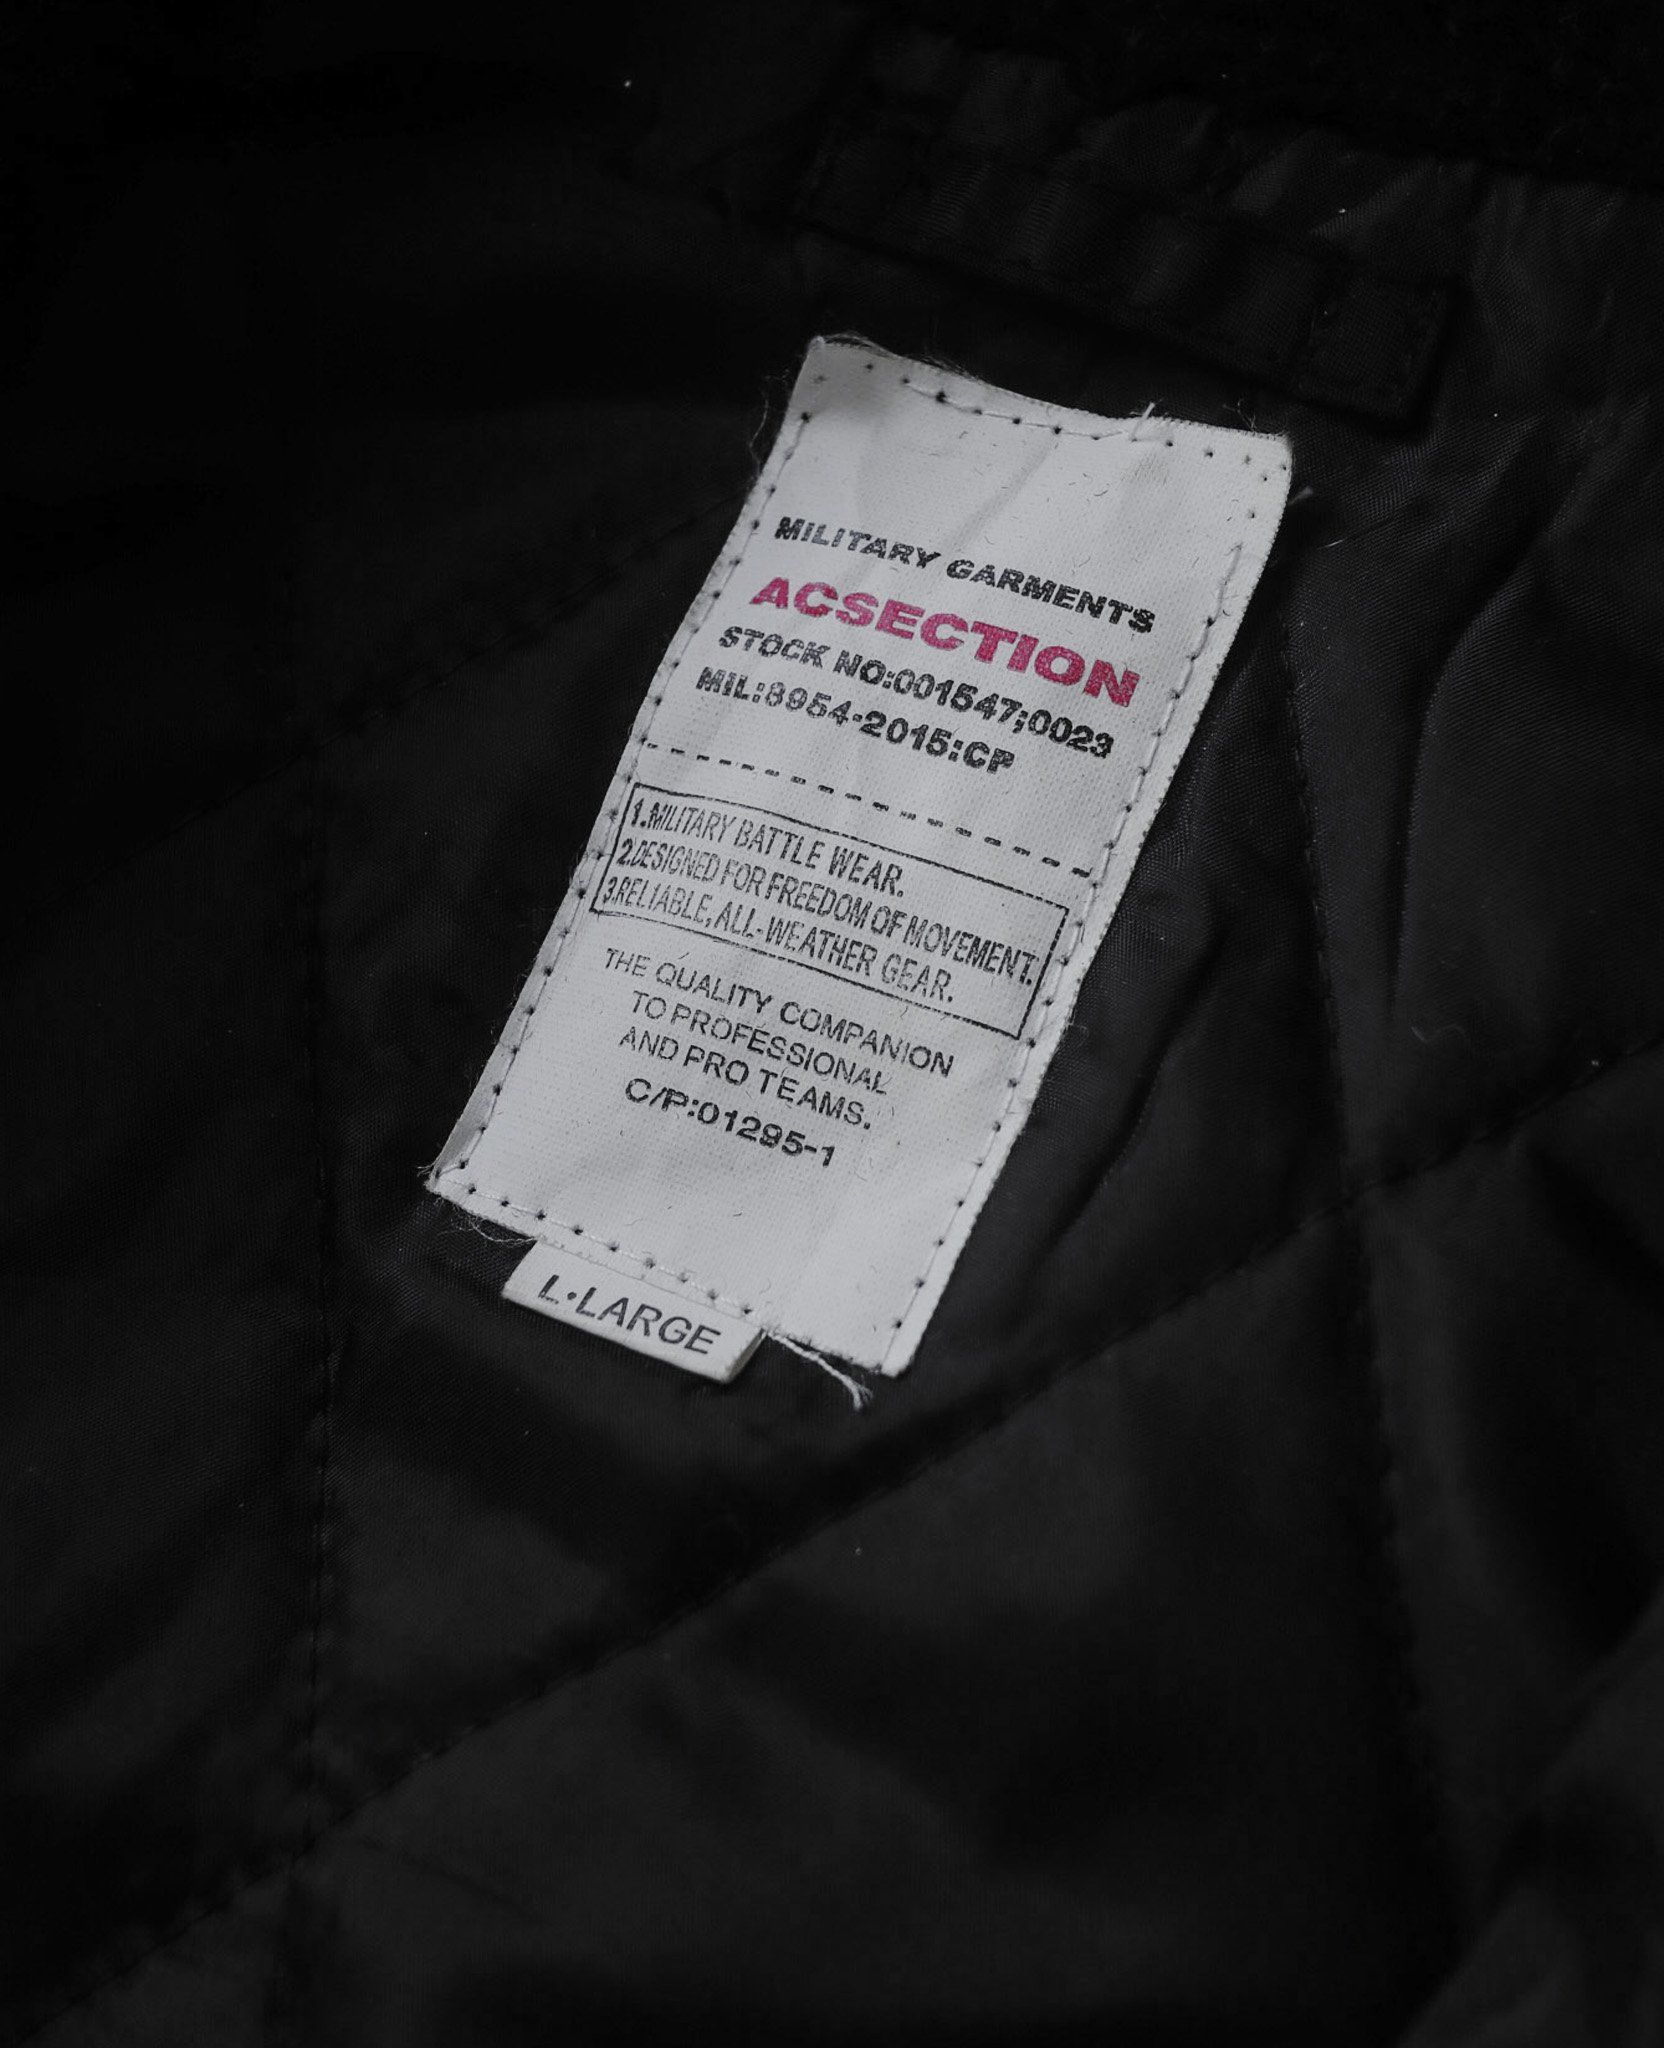 MILITARY GARMENTS
ACSECTION
STOCK NO:001547;0023
MIL:8954-2015:CP
1.MILITARY BATTLE WEAR.
2.DESIGNED FOR FREEDOM OF MOVEMENT.
3.RELIABLE, ALL-WEATHER GEAR.
THE QUALITY COMPANION
TO PROFESSIONAL
AND PRO TEAMS.
C/P:01295-1
L·LARGE